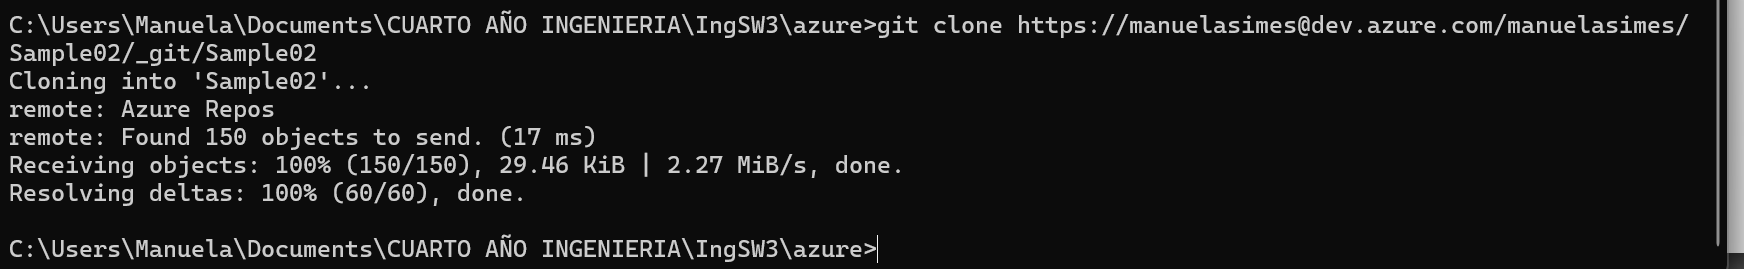 C:\Users\Manuela\Documents\CUARTO AÑO INGENIERIA\IngSW3\azure>git clone https://manuelasimes@dev.azure.com/manuelasimes/
Sample02/_git/Sample02
Cloning into 'Sample02'...
remote: Azure Repos
remote: Found 150 objects to send. (17 ms)
Receiving objects: 100% (150/150), 29.46 KiB | 2.27 MiB/s, done.
Resolving deltas: 100% (60/60), done.
C:\Users\Manuela\Documents\CUARTO AÑO INGENIERIA\IngSW3\azure>